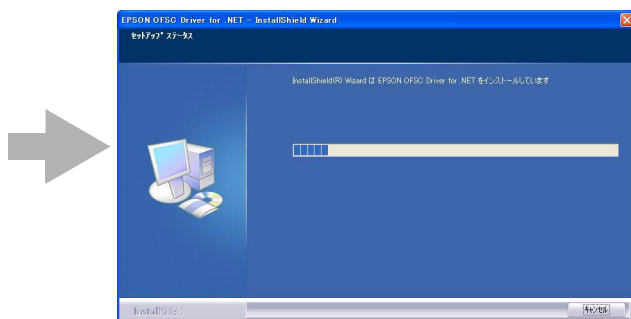 EPSON OFSC Driver for .NET - InstallShield Wizard
ｾｯﾄｱｯﾌﾟ ｽﾃｰﾀｽ
InstallShield(R) Wizard は EPSON OFSC Driver for .NET をインストールしています
InstallShield
ｷｬﾝｾﾙ